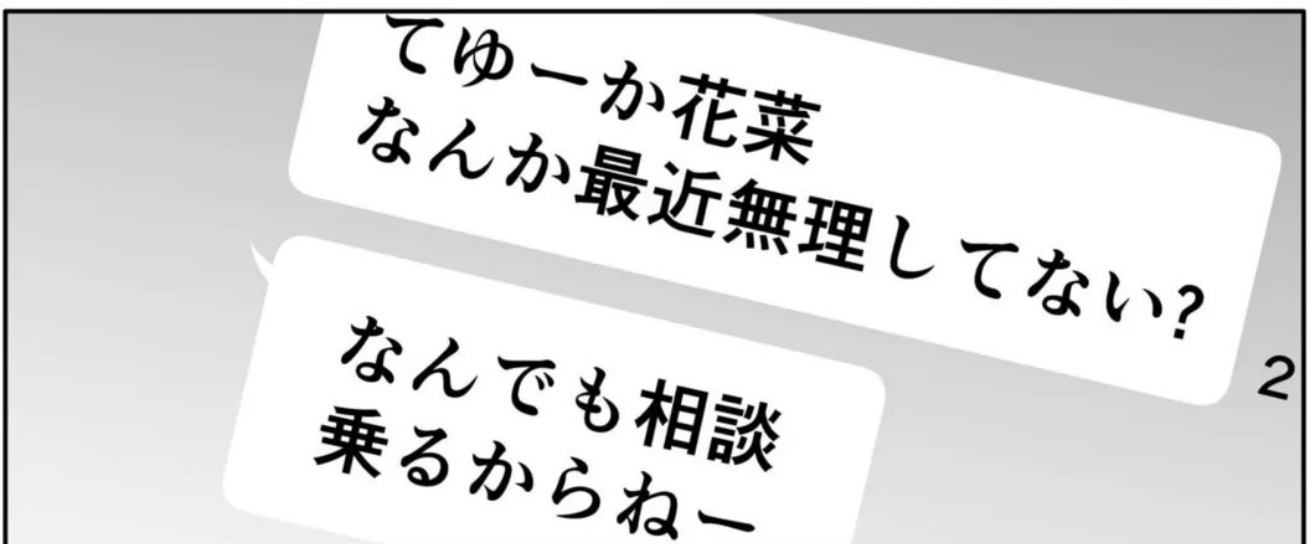 てゆーか花菜
なんか最近無理してない?
2
なんでも相談
乗るからねー